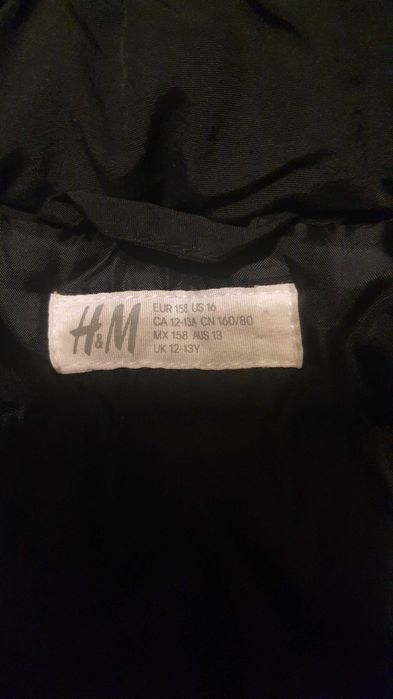 H&M
EUR 158 US 16
CA 12-13A CN 160/80
MX 158 AUS 13
UK 12-13Y